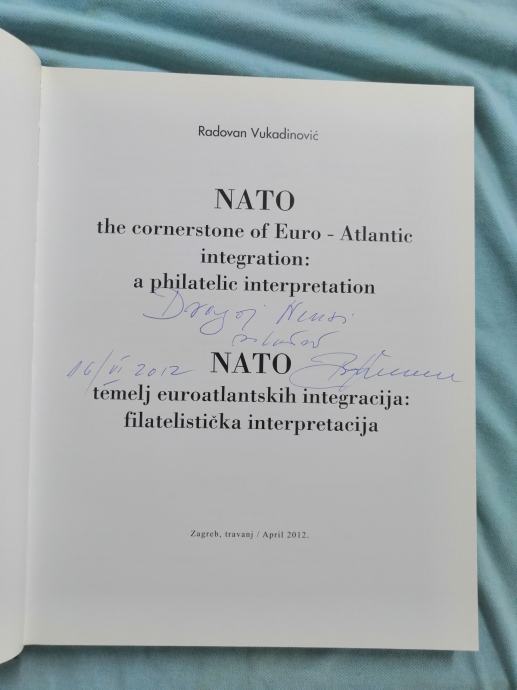 Radovan Vukadinović
NATO
the cornerstone of Euro - Atlantic
integration:
a philatelic interpretation
Dragoj Nensi
NATO
16/VI 2012
temelj euroatlantskih integracija:
filatelistička interpretacija
Zagreb, travanj / April 2012.